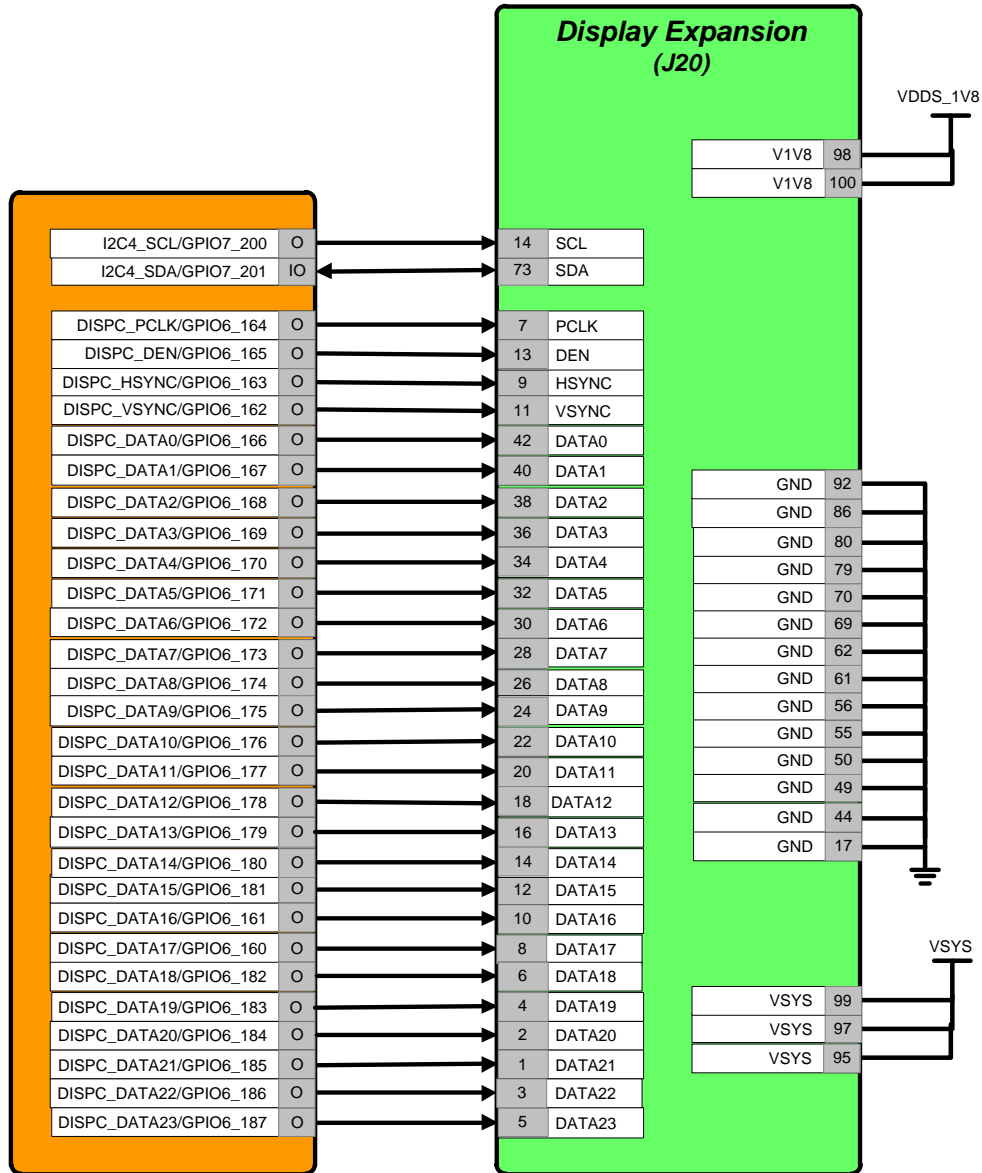 Display Expansion
(J20)
VDDS_1V8
V1V8 98
V1V8 100
I2C4_SCL/GPIO7_200 O 14 SCL
I2C4_SDA/GPIO7_201 IO 73 SDA
DISPC_PCLK/GPIO6_164 O 7 PCLK
DISPC_DEN/GPIO6_165 O 13 DEN
DISPC_HSYNC/GPIO6_163 O 9 HSYNC
DISPC_VSYNC/GPIO6_162 O 11 VSYNC
DISPC_DATA0/GPIO6_166 O 42 DATA0
DISPC_DATA1/GPIO6_167 O 40 DATA1
DISPC_DATA2/GPIO6_168 O 38 DATA2
DISPC_DATA3/GPIO6_169 O 36 DATA3
DISPC_DATA4/GPIO6_170 O 34 DATA4
DISPC_DATA5/GPIO6_171 O 32 DATA5
DISPC_DATA6/GPIO6_172 O 30 DATA6
DISPC_DATA7/GPIO6_173 O 28 DATA7
DISPC_DATA8/GPIO6_174 O 26 DATA8
DISPC_DATA9/GPIO6_175 O 24 DATA9
DISPC_DATA10/GPIO6_176 O 22 DATA10
DISPC_DATA11/GPIO6_177 O 20 DATA11
DISPC_DATA12/GPIO6_178 O 18 DATA12
DISPC_DATA13/GPIO6_179 O 16 DATA13
DISPC_DATA14/GPIO6_180 O 14 DATA14
DISPC_DATA15/GPIO6_181 O 12 DATA15
DISPC_DATA16/GPIO6_161 O 10 DATA16
DISPC_DATA17/GPIO6_160 O 8 DATA17
DISPC_DATA18/GPIO6_182 O 6 DATA18
DISPC_DATA19/GPIO6_183 O 4 DATA19
DISPC_DATA20/GPIO6_184 O 2 DATA20
DISPC_DATA21/GPIO6_185 O 1 DATA21
DISPC_DATA22/GPIO6_186 O 3 DATA22
DISPC_DATA23/GPIO6_187 O 5 DATA23
GND 92
GND 86
GND 80
GND 79
GND 70
GND 69
GND 62
GND 61
GND 56
GND 55
GND 50
GND 49
GND 44
GND 17
VSYS
VSYS 99
VSYS 97
VSYS 95